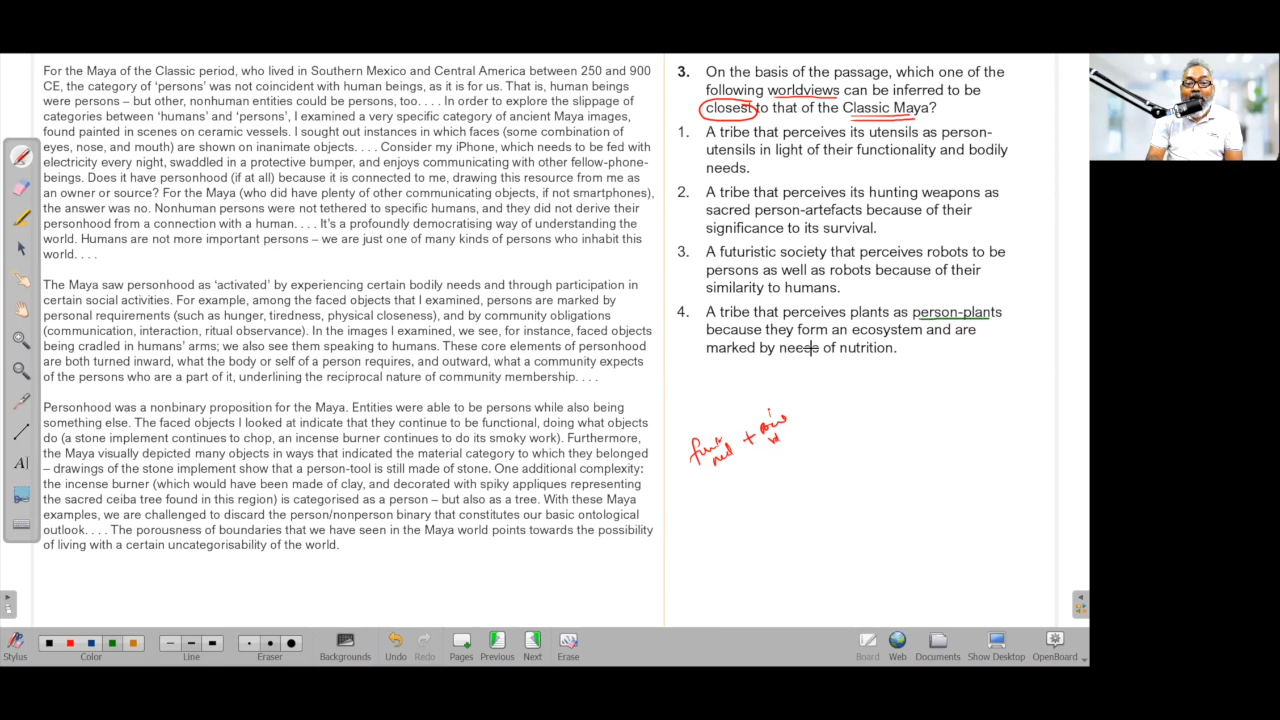 For the Maya of the Classic period, who lived in Southern Mexico and Central America between 250 and 900
CE, the category of 'persons' was not coincident with human beings, as it is for us. That is, human beings
were persons – but other, nonhuman entities could be persons, too. . . . In order to explore the slippage of
categories between 'humans' and 'persons', I examined a very specific category of ancient Maya images,
found painted in scenes on ceramic vessels. I sought out instances in which faces (some combination of
eyes, nose, and mouth) are shown on inanimate objects. . . . Consider my iPhone, which needs to be fed with
electricity every night, swaddled in a protective bumper, and enjoys communicating with other fellow-phone-
beings. Does it have personhood (if at all) because it is connected to me, drawing this resource from me as
an owner or source? For the Maya (who did have plenty of other communicating objects, if not smartphones),
the answer was no. Nonhuman persons were not tethered to specific humans, and they did not derive their
personhood from a connection with a human. . . . It's a profoundly democratising way of understanding the
world. Humans are not more important persons – we are just one of many kinds of persons who inhabit this
world. . . .
The Maya saw personhood as 'activated' by experiencing certain bodily needs and through participation in
certain social activities. For example, among the faced objects that I examined, persons are marked by
personal requirements (such as hunger, tiredness, physical closeness), and by community obligations
(communication, interaction, ritual observance). In the images I examined, we see, for instance, faced objects
being cradled in humans' arms; we also see them speaking to humans. These core elements of personhood
are both turned inward, what the body or self of a person requires, and outward, what a community expects
of the persons who are a part of it, underlining the reciprocal nature of community membership. . . .
Personhood was a nonbinary proposition for the Maya. Entities were able to be persons while also being
something else. The faced objects I looked at indicate that they continue to be functional, doing what objects
do (a stone implement continues to chop, an incense burner continues to do its smoky work). Furthermore,
the Maya visually depicted many objects in ways that indicated the material category to which they belonged
– drawings of the stone implement show that a person-tool is still made of stone. One additional complexity:
the incense burner (which would have been made of clay, and decorated with spiky appliques representing
the sacred ceiba tree found in this region) is categorised as a person – but also as a tree. With these Maya
examples, we are challenged to discard the person/nonperson binary that constitutes our basic ontological
outlook. . . . The porousness of boundaries that we have seen in the Maya world points towards the possibility
of living with a certain uncategorisability of the world.
3. On the basis of the passage, which one of the
following worldviews can be inferred to be
closest to that of the Classic Maya?
1. A tribe that perceives its utensils as person-
utensils in light of their functionality and bodily
needs.
2. A tribe that perceives its hunting weapons as
sacred person-artefacts because of their
significance to its survival.
3. A futuristic society that perceives robots to be
persons as well as robots because of their
similarity to humans.
4. A tribe that perceives plants as person-plants
because they form an ecosystem and are
marked by needs of nutrition.
Stylus
Color
Line
Eraser
Backgrounds
Undo
Redo
Pages
Previous
Next
Erase
Board
Web
Documents
Show Desktop
OpenBoard